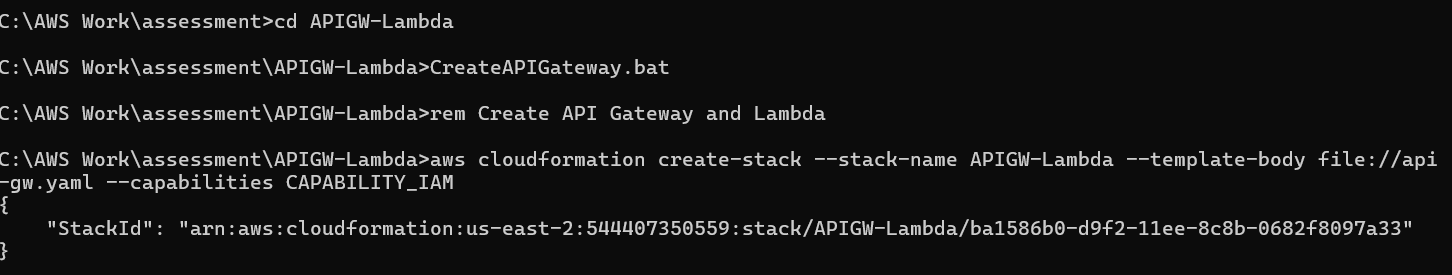 C:\AWS Work\assessment>cd APIGW-Lambda
C:\AWS Work\assessment\APIGW-Lambda>CreateAPIGateway.bat
C:\AWS Work\assessment\APIGW-Lambda>rem Create API Gateway and Lambda
C:\AWS Work\assessment\APIGW-Lambda>aws cloudformation create-stack --stack-name APIGW-Lambda --template-body file://api
-gw.yaml --capabilities CAPABILITY_IAM
{
    "StackId": "arn:aws:cloudformation:us-east-2:544407350559:stack/APIGW-Lambda/ba1586b0-d9f2-11ee-8c8b-0682f8097a33"
}